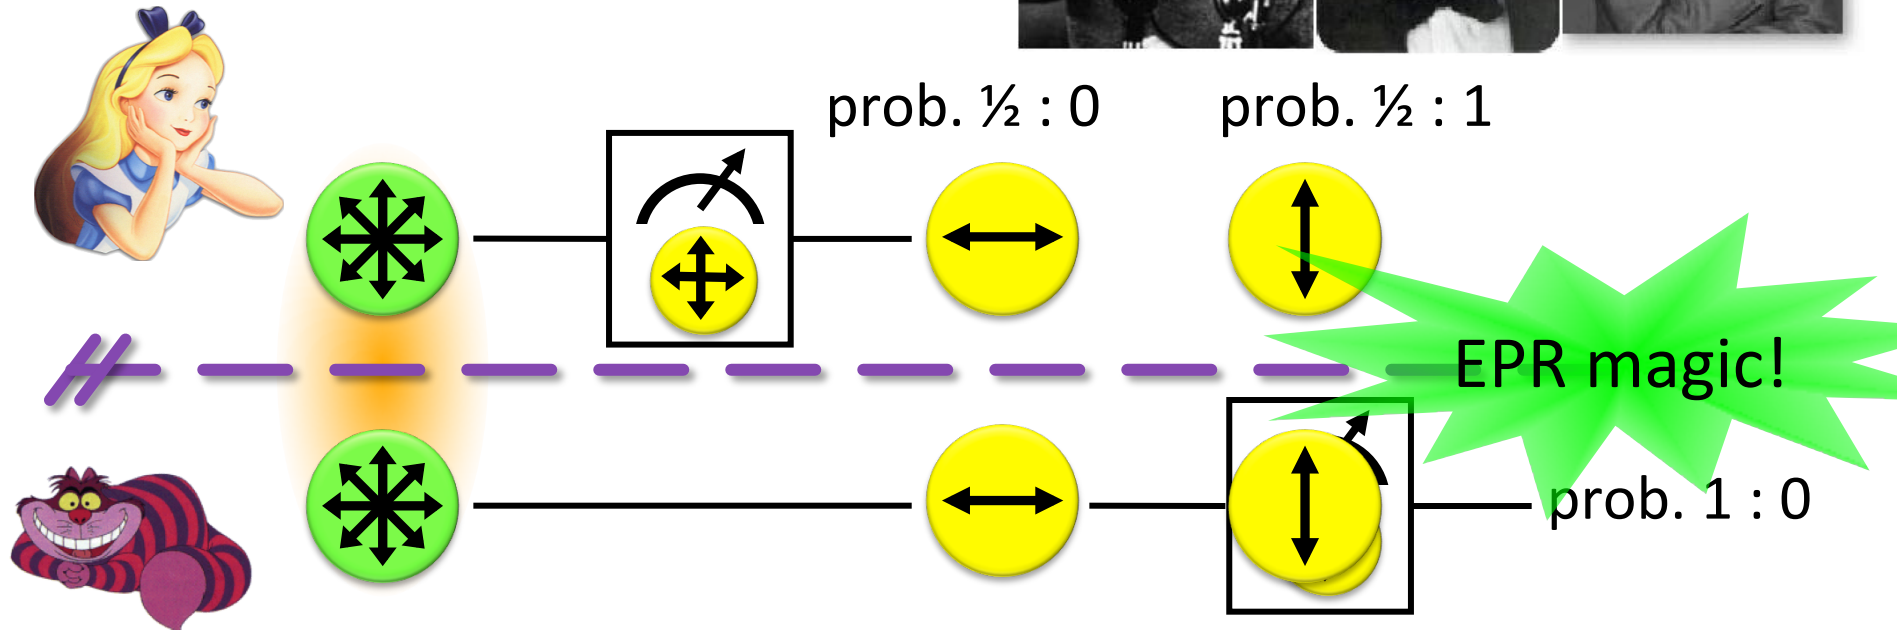 prob. ½ : 0
prob. ½ : 1
EPR magic!
prob. 1 : 0